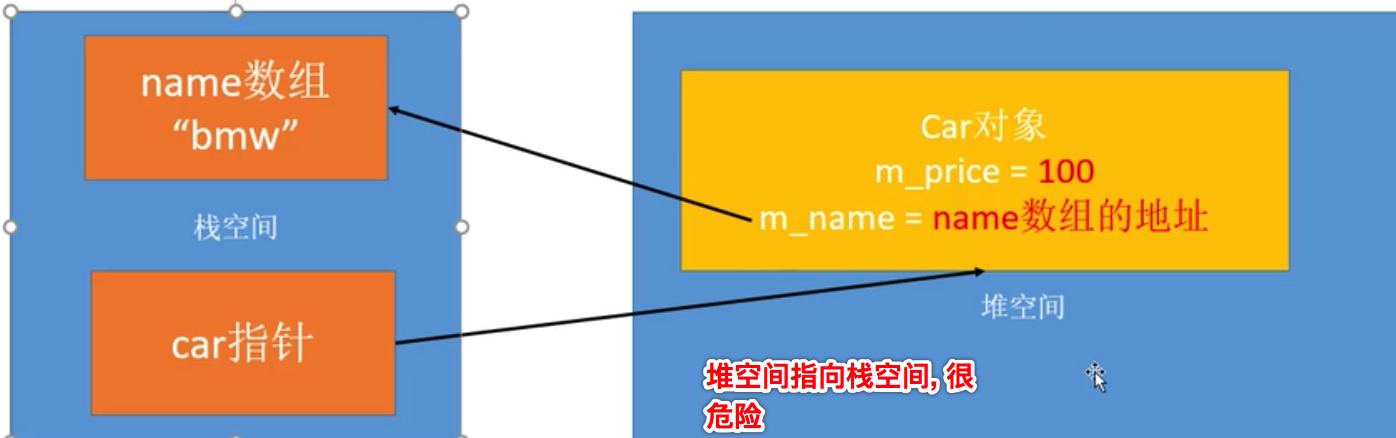 name数组
“bmw”
栈空间
car指针
Car对象
m_price = 100
m_name = name数组的地址
堆空间
堆空间指向栈空间, 很
危险